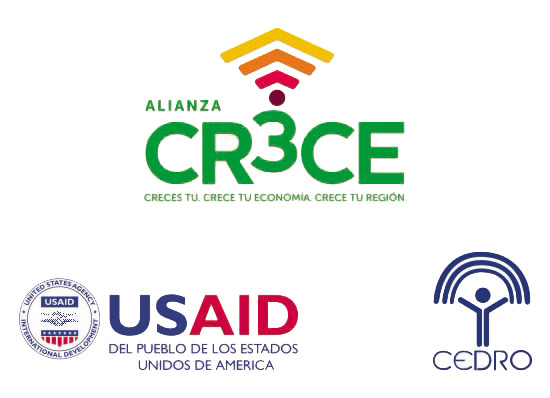 ALIANZA
CR3CE
CRECES TÚ. CRECE TU ECONOMÍA. CRECE TU REGIÓN
UNITED STATES AGENCY
USAID
INTERNATIONAL DEVELOPMENT
USAID
DEL PUEBLO DE LOS ESTADOS
UNIDOS DE AMERICA
CEDRO